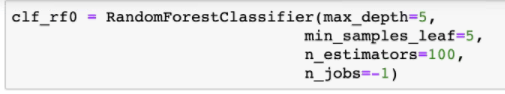 clf_rf0 = RandomForestClassifier(max_depth=5,
                                 min_samples_leaf=5,
                                 n_estimators=100,
                                 n_jobs=-1)